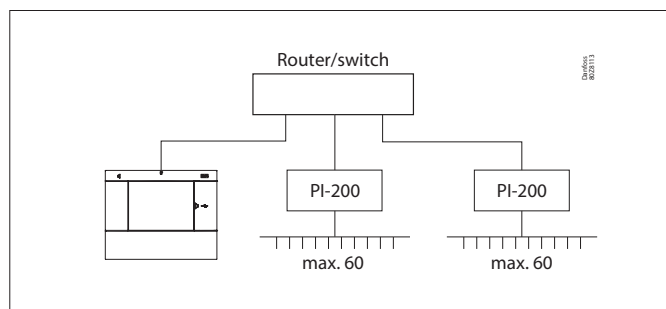 Router/switch
Danfoss
80Z8113
PI-200
PI-200
max. 60
max. 60